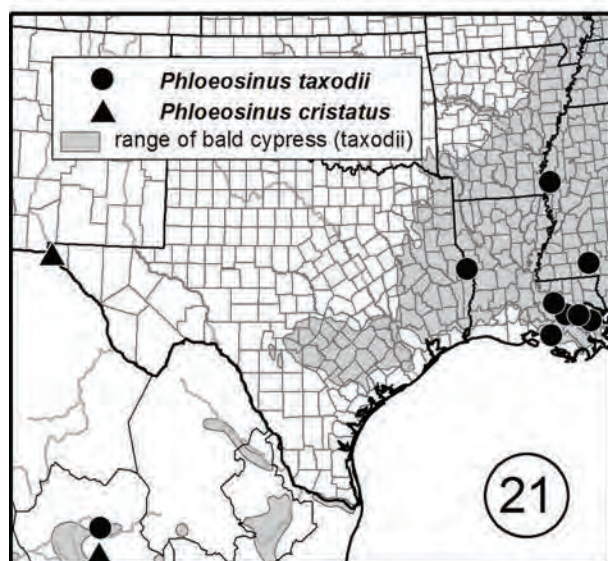 Phloeosinus taxodii
Phloeosinus cristatus
range of bald cypress (taxodii)
21